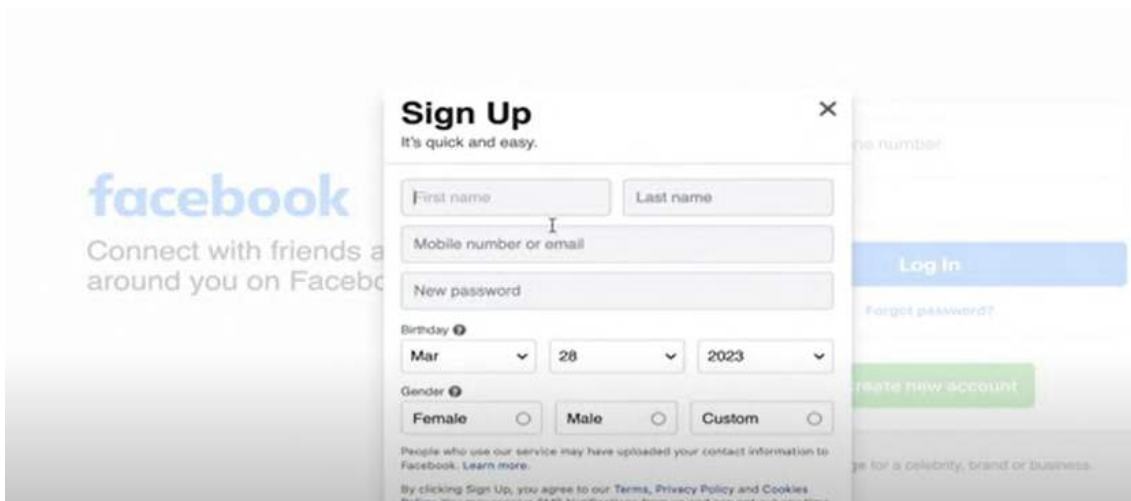 Sign Up
It's quick and easy.
First name
Last name
Mobile number or email
New password
Birthday
Mar
28
2023
Gender
Female
Male
Custom
People who use our service may have uploaded your contact information to
Facebook. Learn more.
By clicking Sign Up, you agree to our Terms, Privacy Policy and Cookies
facebook
Connect with friends a
around you on Facebo
number
Log In
Forgot password?
reate new account
ge for a celebrity, brand or business.